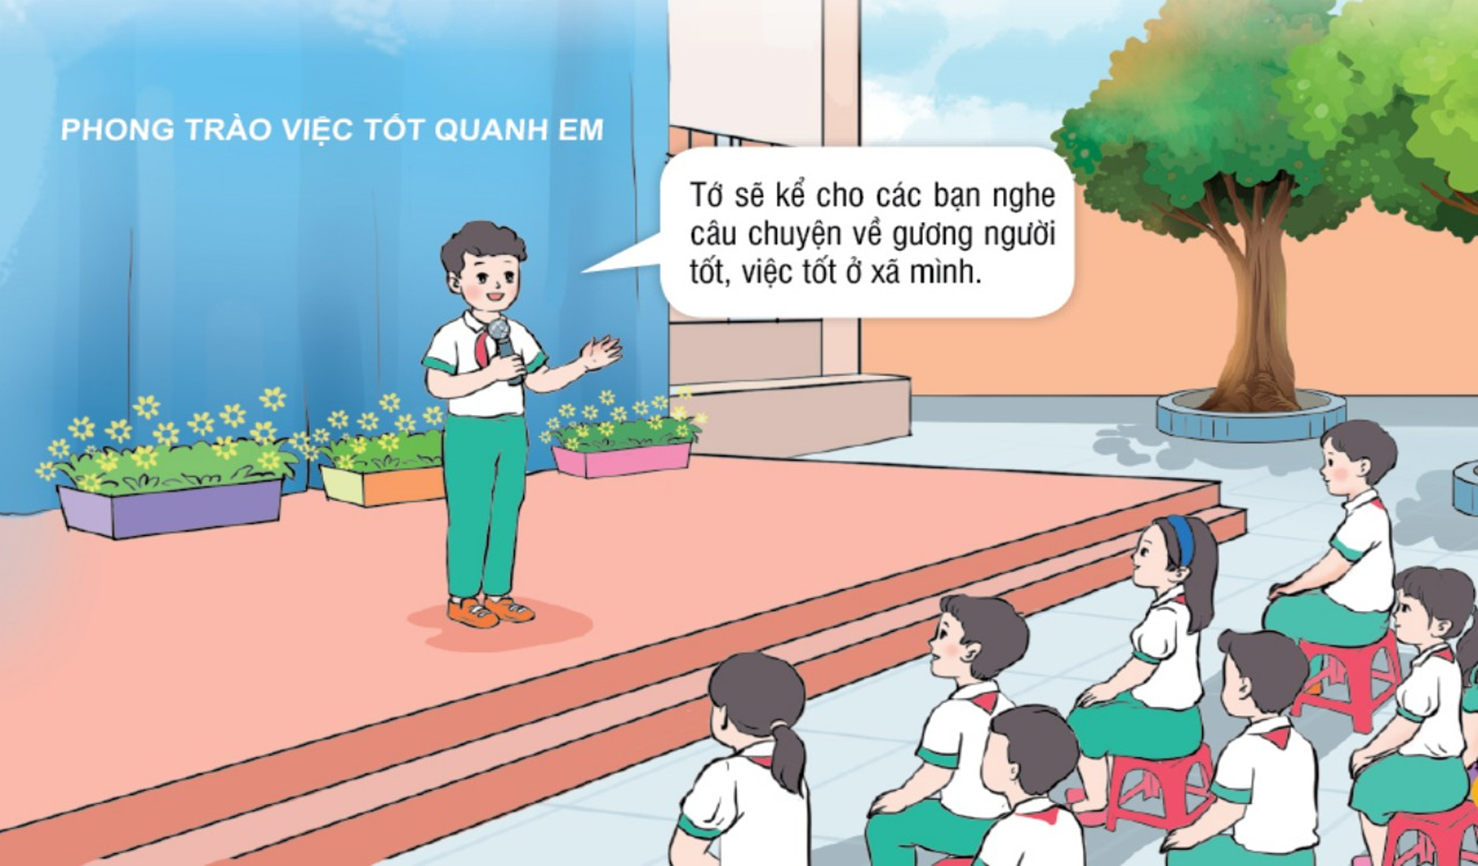 PHONG TRÀO VIỆC TỐT QUANH EM
Tớ sẽ kể cho các bạn nghe
câu chuyện về gương người
tốt, việc tốt ở xã mình.